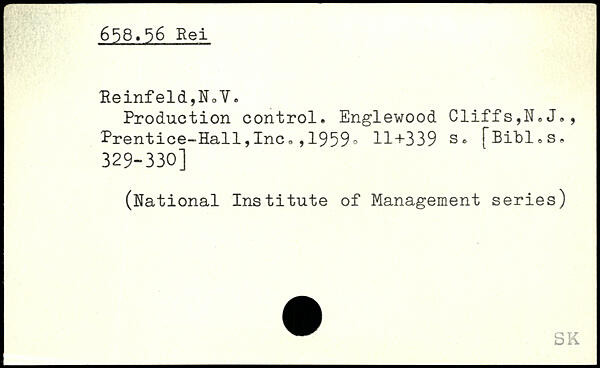 658.56 Rei
Reinfeld,N.V.
Production control. Englewood Cliffs,N.J.,
Prentice-Hall,Inc.,1959. 11+339 s. [Bibl.s.
329-330]
(National Institute of Management series)
SK